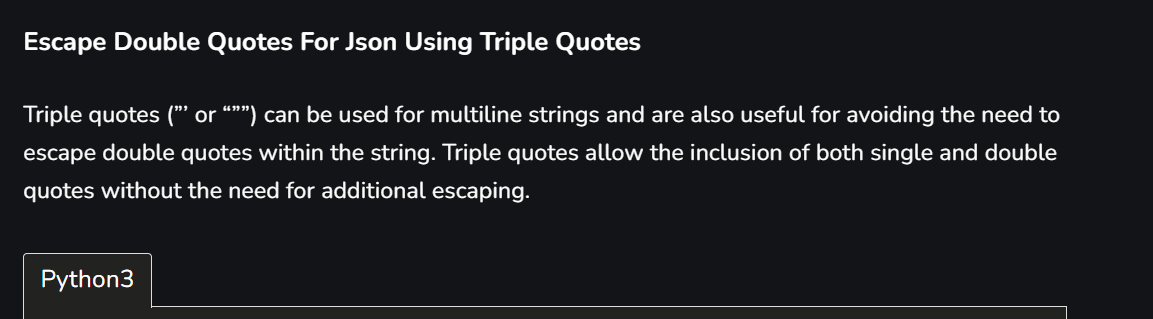 Escape Double Quotes For Json Using Triple Quotes
Triple quotes (”’ or “””) can be used for multiline strings and are also useful for avoiding the need to
escape double quotes within the string. Triple quotes allow the inclusion of both single and double
quotes without the need for additional escaping.
Python3